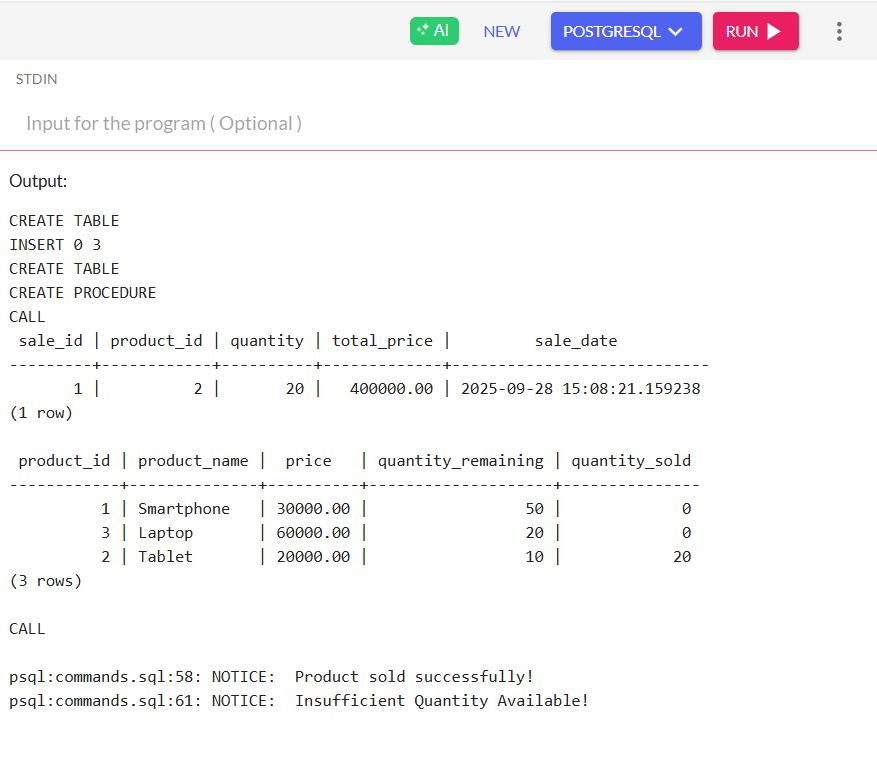 AI NEW POSTGRESQL RUN
STDIN
Input for the program ( Optional )
Output:
CREATE TABLE
INSERT 0 3
CREATE TABLE
CREATE PROCEDURE
CALL
 sale_id | product_id | quantity | total_price |         sale_date
---------+------------+----------+-------------+----------------------------
       1 |          2 |       20 |   400000.00 | 2025-09-28 15:08:21.159238
(1 row)

 product_id | product_name |  price   | quantity_remaining | quantity_sold
------------+--------------+----------+--------------------+---------------
          1 | Smartphone   | 30000.00 |                 50 |             0
          3 | Laptop       | 60000.00 |                 20 |             0
          2 | Tablet       | 20000.00 |                 10 |            20
(3 rows)

CALL

psql:commands.sql:58: NOTICE:  Product sold successfully!
psql:commands.sql:61: NOTICE:  Insufficient Quantity Available!